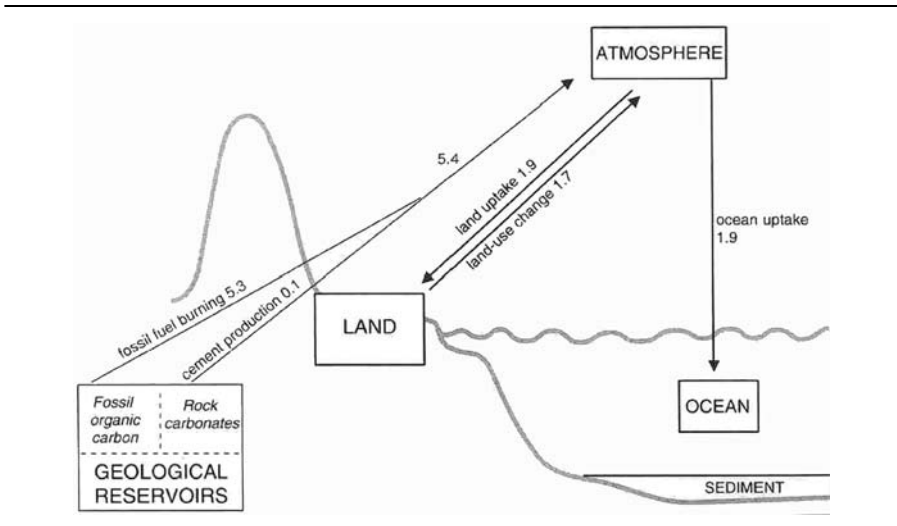 ATMOSPHERE
5.4
land uptake 1.9
land-use change 1.7
ocean uptake
1.9
fossil fuel burning 5.3
cement production 0.1
LAND
Fossil
organic
carbon
Rock
carbonates
GEOLOGICAL
RESERVOIRS
OCEAN
SEDIMENT